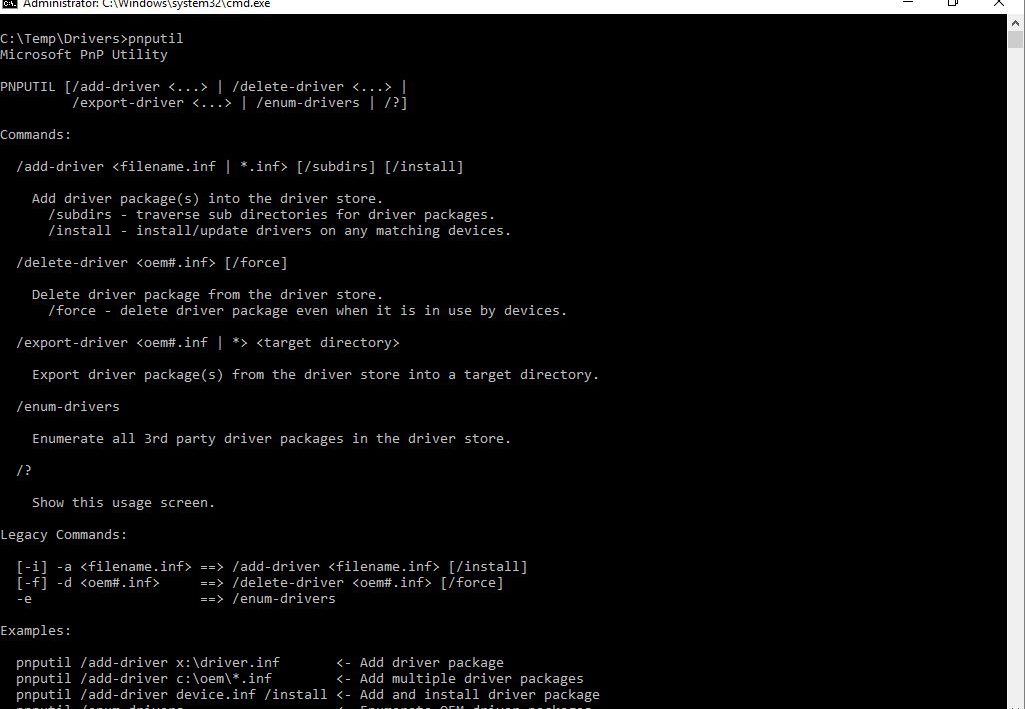 Administrator: C:\Windows\system32\cmd.exe
C:\Temp\Drivers>pnputil
Microsoft PnP Utility
PNPUTIL [/add-driver <...> | /delete-driver <...> |
/export-driver <...> | /enum-drivers | /?]
Commands:
/add-driver <filename.inf | *.inf> [/subdirs] [/install]
Add driver package(s) into the driver store.
/subdirs - traverse sub directories for driver packages.
/install - install/update drivers on any matching devices.
/delete-driver <oem#.inf> [/force]
Delete driver package from the driver store.
/force - delete driver package even when it is in use by devices.
/export-driver <oem#.inf | *> <target directory>
Export driver package(s) from the driver store into a target directory.
/enum-drivers
Enumerate all 3rd party driver packages in the driver store.
/?
Show this usage screen.
Legacy Commands:
[-i] -a <filename.inf> ==> /add-driver <filename.inf> [/install]
[-f] -d <oem#.inf> ==> /delete-driver <oem#.inf> [/force]
-e ==> /enum-drivers
Examples:
pnputil /add-driver x:\driver.inf <- Add driver package
pnputil /add-driver c:\oem\*.inf <- Add multiple driver packages
pnputil /add-driver device.inf /install <- Add and install driver package
pnputil /enum-drivers <- Enumerate OEM driver packages